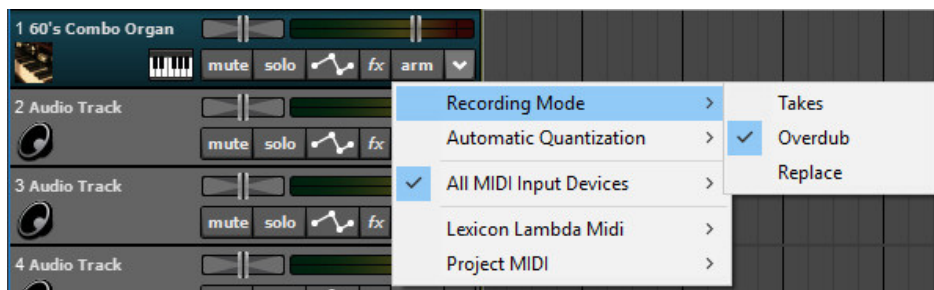 1 60's Combo Organ
mute solo fx arm
2 Audio Track
mute solo fx
3 Audio Track
mute solo fx
4 Audio Track
Recording Mode
Automatic Quantization
All MIDI Input Devices
Lexicon Lambda Midi
Project MIDI
Takes
Overdub
Replace